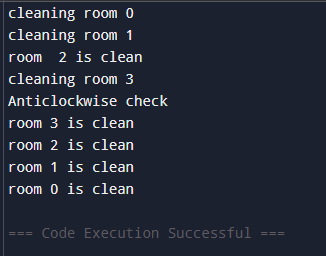 cleaning room 0
cleaning room 1
room  2 is clean
cleaning room 3
Anticlockwise check
room 3 is clean
room 2 is clean
room 1 is clean
room 0 is clean
=== Code Execution Successful ===